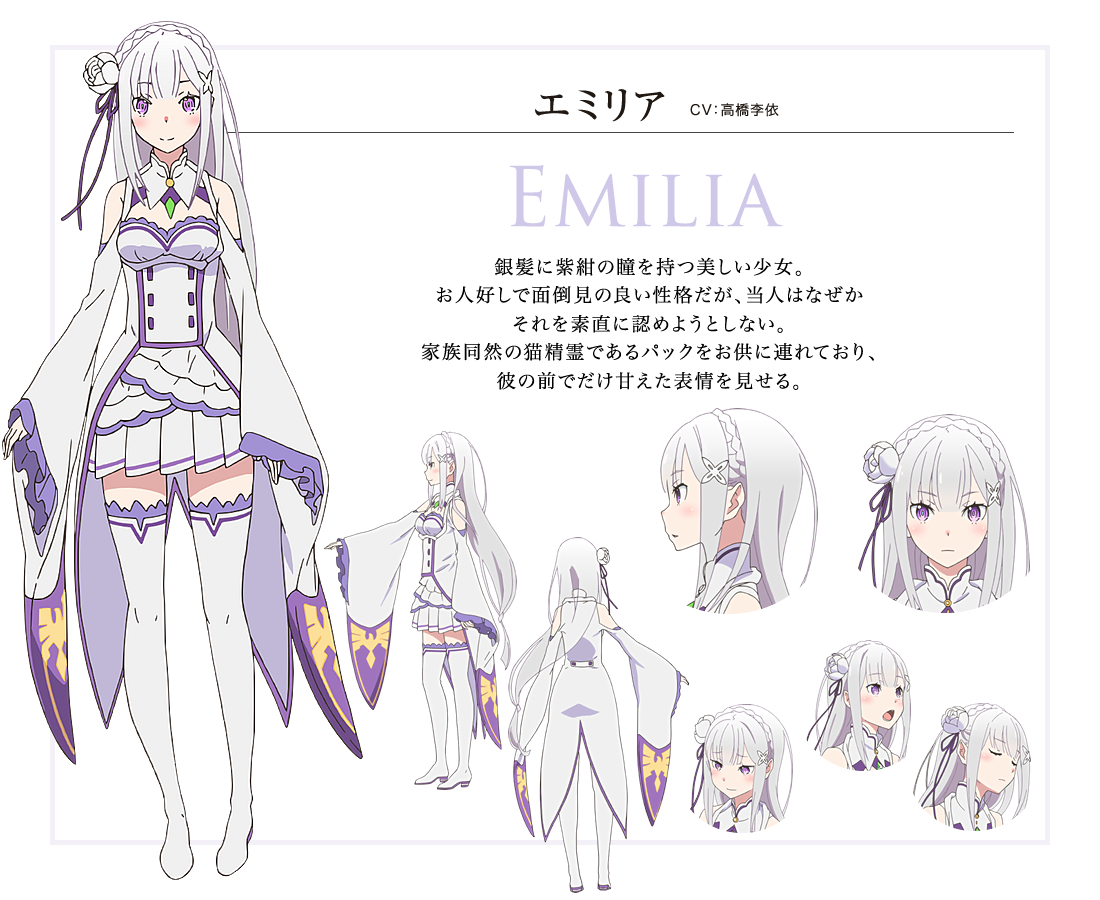 エミリア CV:高橋李依
EMILIA
銀髪に紫紺の瞳を持つ美しい少女。
お人好しで面倒見の良い性格だが、当人はなぜか
それを素直に認めようとしない。
家族同然の猫精霊であるパックをお供に連れており、
彼の前でだけ甘えた表情を見せる。